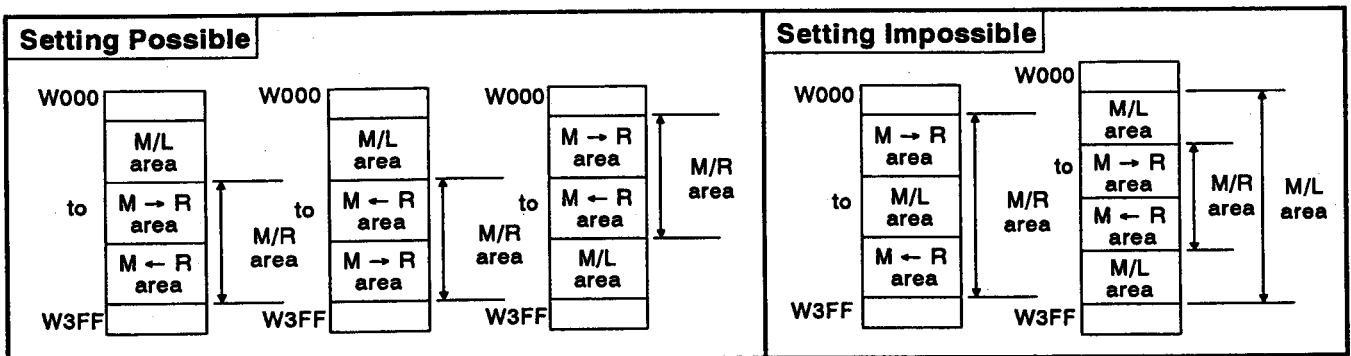 Setting Possible
W000
M/L
area
M → R
area
M ← R
area
to
W3FF
M/R
area
W000
M/L
area
M ← R
area
M → R
area
to
W3FF
M/R
area
W000
M → R
area
M ← R
area
M/L
area
to
W3FF
M/R
area
Setting Impossible
W000
M → R
area
M/L
area
M ← R
area
to
W3FF
M/R
area
W000
M/L
area
M → R
area
M ← R
area
M/L
area
to
W3FF
M/R
area
M/L
area